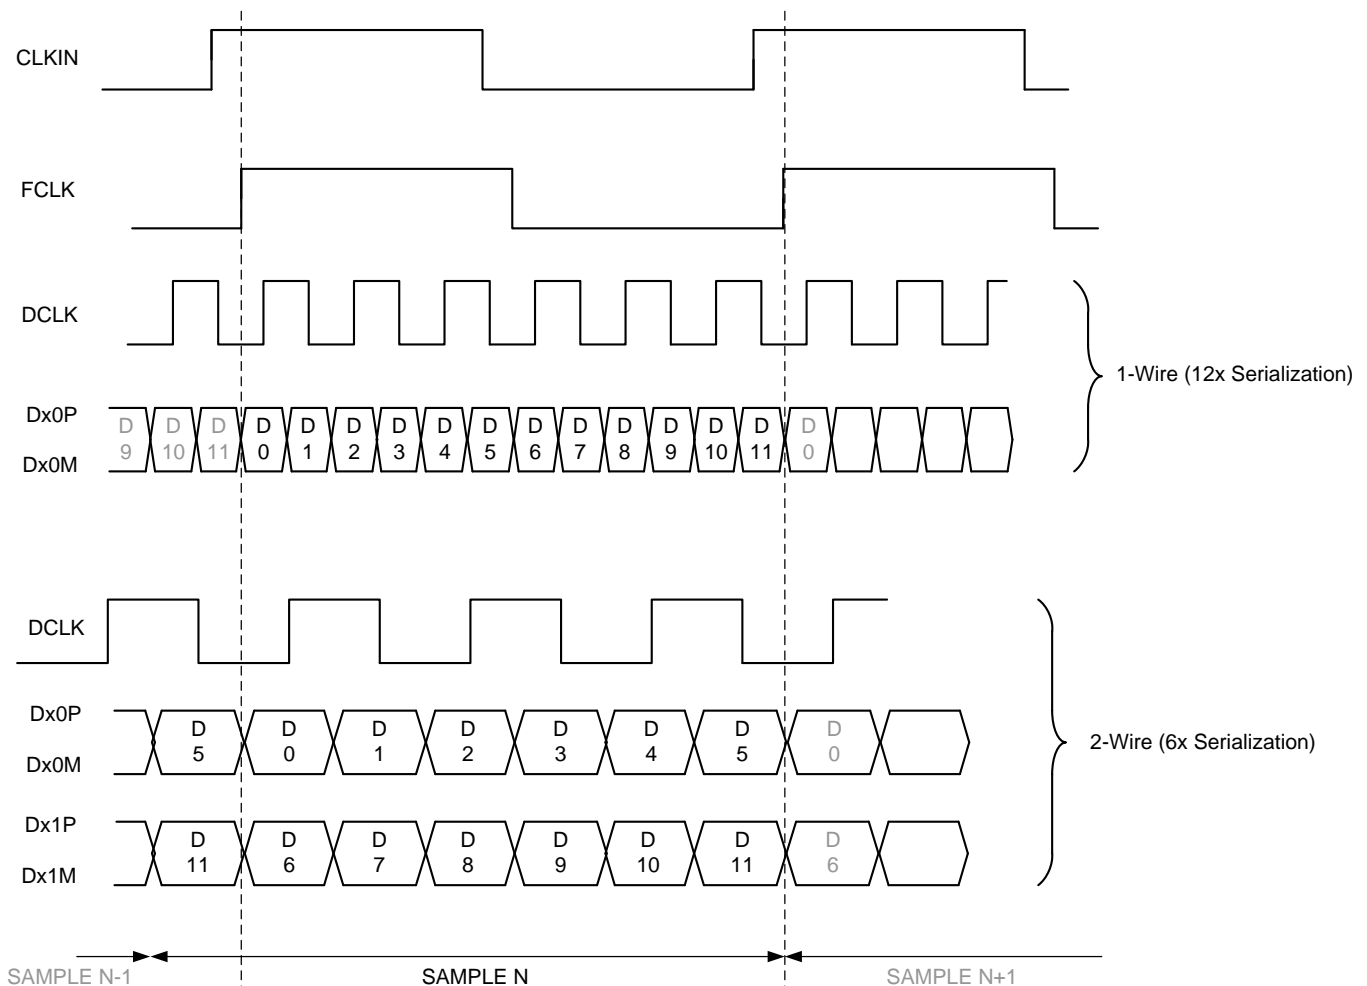 CLKIN
FCLK
DCLK
1-Wire (12x Serialization)
Dx0P
Dx0M
D 9
D 10
D 11
D 0
D 1
D 2
D 3
D 4
D 5
D 6
D 7
D 8
D 9
D 10
D 11
D 0
DCLK
Dx0P
Dx0M
D 5
D 0
D 1
D 2
D 3
D 4
D 5
D 0
2-Wire (6x Serialization)
Dx1P
Dx1M
D 11
D 6
D 7
D 8
D 9
D 10
D 11
D 6
SAMPLE N-1
SAMPLE N
SAMPLE N+1